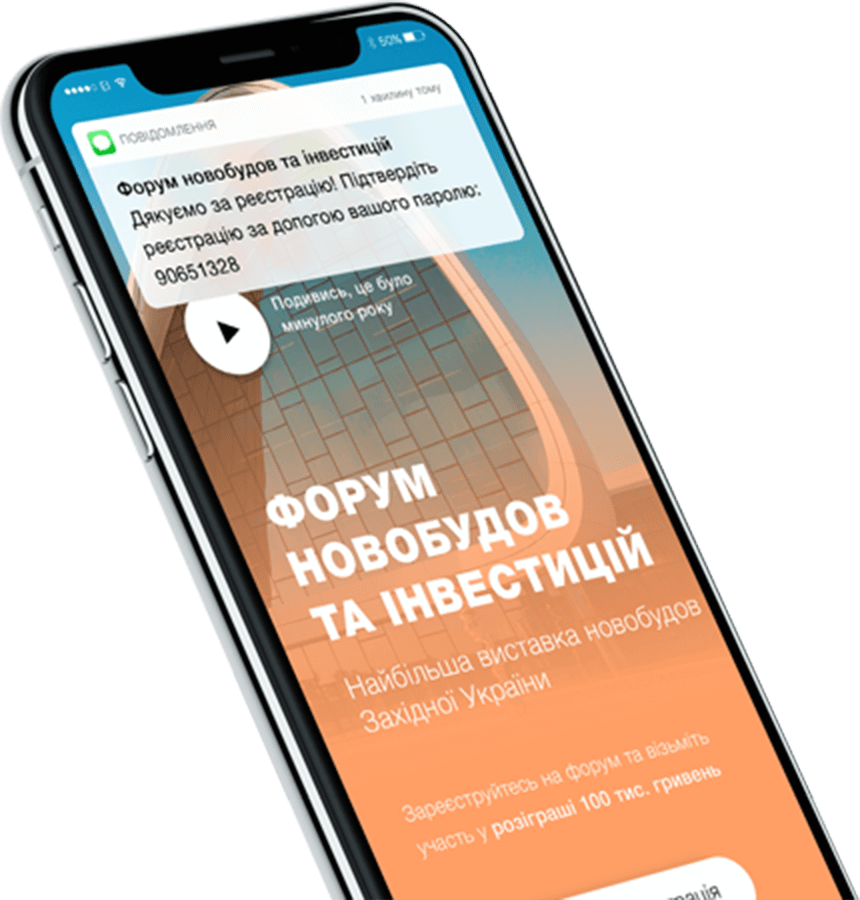 50%
ПОВІДОМЛЕННЯ
1 хвилину тому
Форум новобудов та інвестицій
Дякуємо за реєстрацію! Підтвердіть
реєстрацію за допогою вашого паролю:
90651328
Подивись, це було
минулого року
ФОРУМ
НОВОБУДОВ
ТА ІНВЕСТИЦІЙ
Найбільша виставка новобудов
Західної України
Зареєструйтесь на форум та візьміть
участь у розіграші 100 тис. гривень